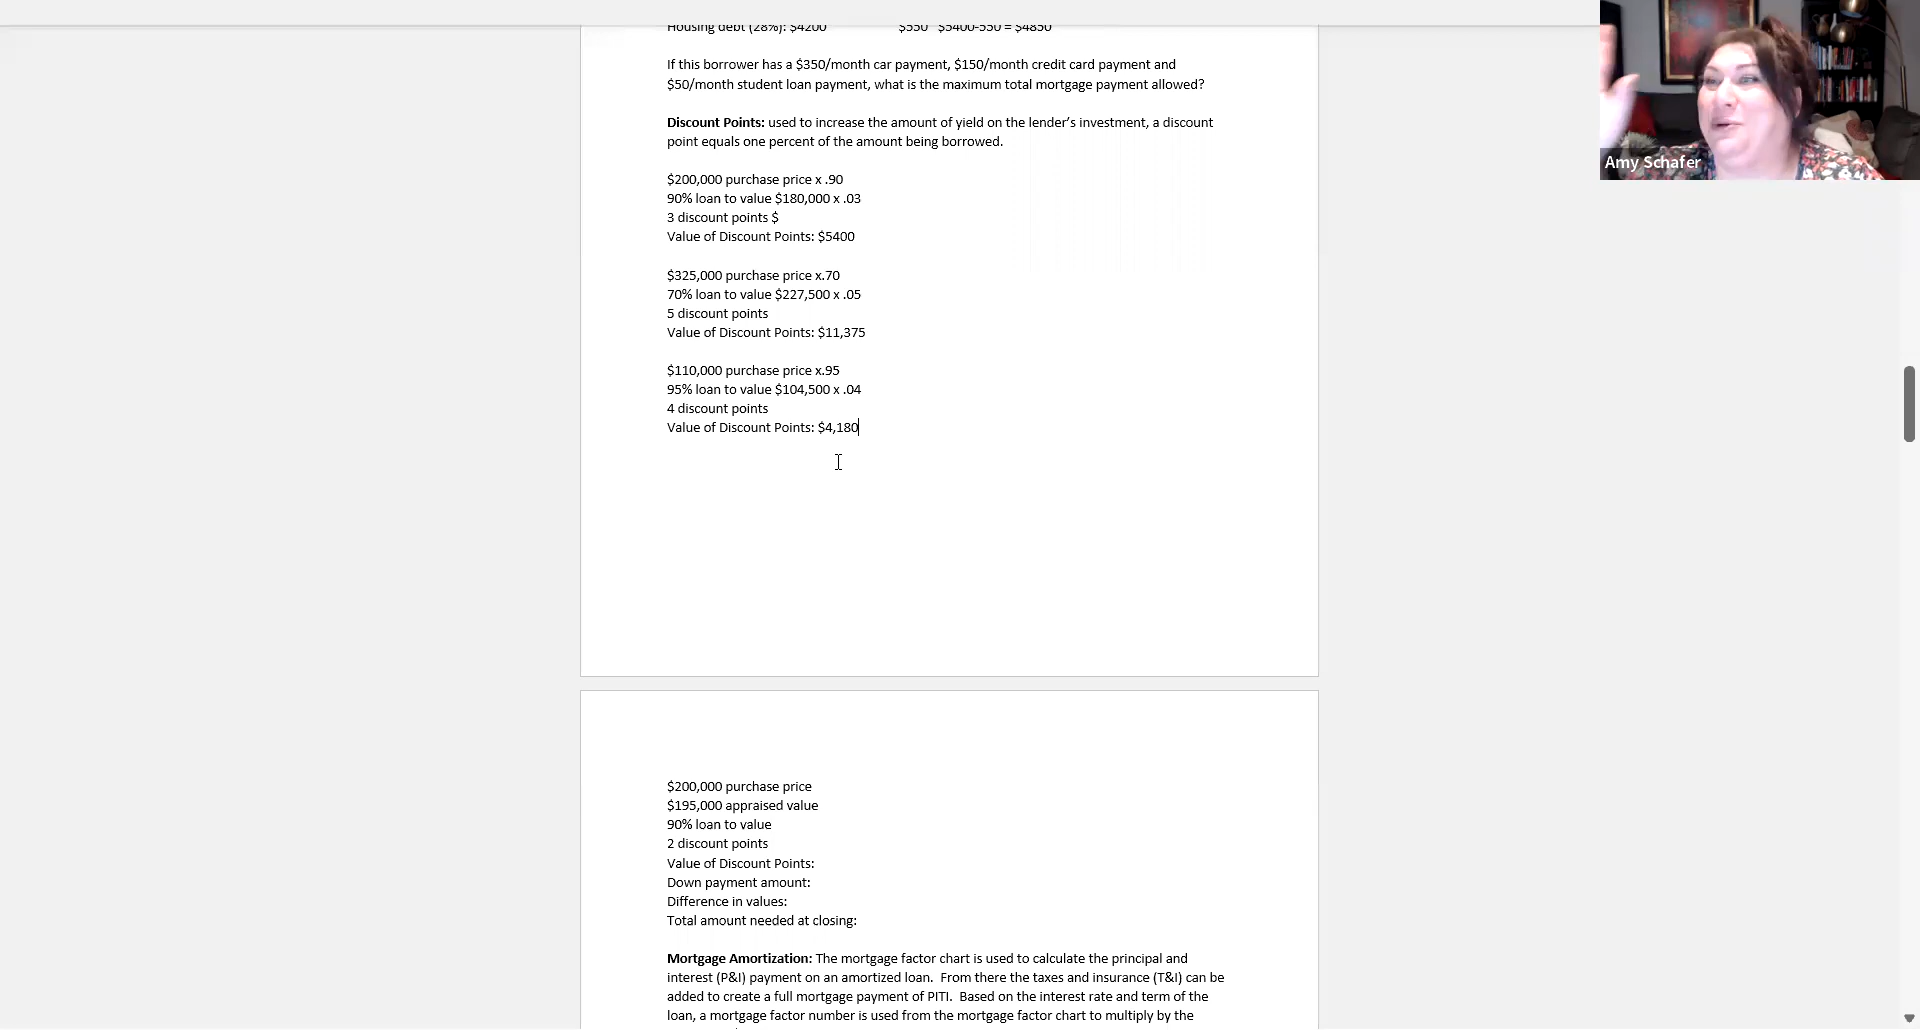 Housing debt (28%): $4200 $550 $5400-550 = $4850
If this borrower has a $350/month car payment, $150/month credit card payment and
$50/month student loan payment, what is the maximum total mortgage payment allowed?
Discount Points: used to increase the amount of yield on the lender’s investment, a discount
point equals one percent of the amount being borrowed.
$200,000 purchase price x .90
90% loan to value $180,000 x .03
3 discount points $
Value of Discount Points: $5400
$325,000 purchase price x.70
70% loan to value $227,500 x .05
5 discount points
Value of Discount Points: $11,375
$110,000 purchase price x.95
95% loan to value $104,500 x .04
4 discount points
Value of Discount Points: $4,180
$200,000 purchase price
$195,000 appraised value
90% loan to value
2 discount points
Value of Discount Points:
Down payment amount:
Difference in values:
Total amount needed at closing:
Mortgage Amortization: The mortgage factor chart is used to calculate the principal and
interest (P&I) payment on an amortized loan.  From there the taxes and insurance (T&I) can be
added to create a full mortgage payment of PITI.  Based on the interest rate and term of the
loan, a mortgage factor number is used from the mortgage factor chart to multiply by the
Amy Schafer